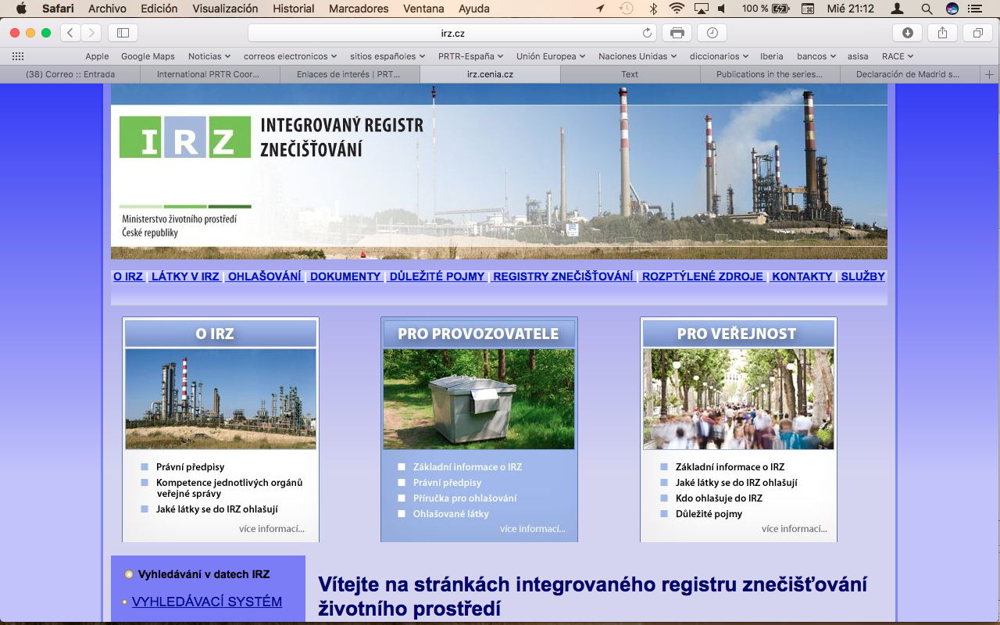 Safari Archivo Edición Visualización Historial Marcadores Ventana Ayuda 100 % Mié 21:12
irz.cz
Apple Google Maps Noticias correos electronicos sitios españoles PRTR-España Unión Europea Naciones Unidas diccionarios Iberia bancos asisa RACE
(38) Correo :: Entrada International PRTR Coor... Enlaces de interés | PRT... irz.cenia.cz Text Publications in the series... Declaración de Madrid s...
IRZ
INTEGROVANÝ REGISTR
ZNEČIŠŤOVÁNÍ
Ministerstvo životního prostředí
České republiky
O IRZ | LÁTKY V IRZ | OHLAŠOVÁNÍ | DOKUMENTY | DŮLEŽITÉ POJMY | REGISTRY ZNEČIŠŤOVÁNÍ | ROZPTÝLENÉ ZDROJE | KONTAKTY | SLUŽBY
O IRZ
Právní předpisy
Kompetence jednotlivých orgánů
veřejné správy
Jaké látky se do IRZ ohlašují
více informací...
PRO PROVOZOVATELE
Základní informace o IRZ
Právní předpisy
Příručka pro ohlašování
Ohlašované látky
více informací...
PRO VEŘEJNOST
Základní informace o IRZ
Jaké látky se do IRZ ohlašují
Kdo ohlašuje do IRZ
Důležité pojmy
více informací...
Vyhledávání v datech IRZ
VYHLEDÁVACÍ SYSTÉM
Vítejte na stránkách integrovaného registru znečišťování
životního prostředí